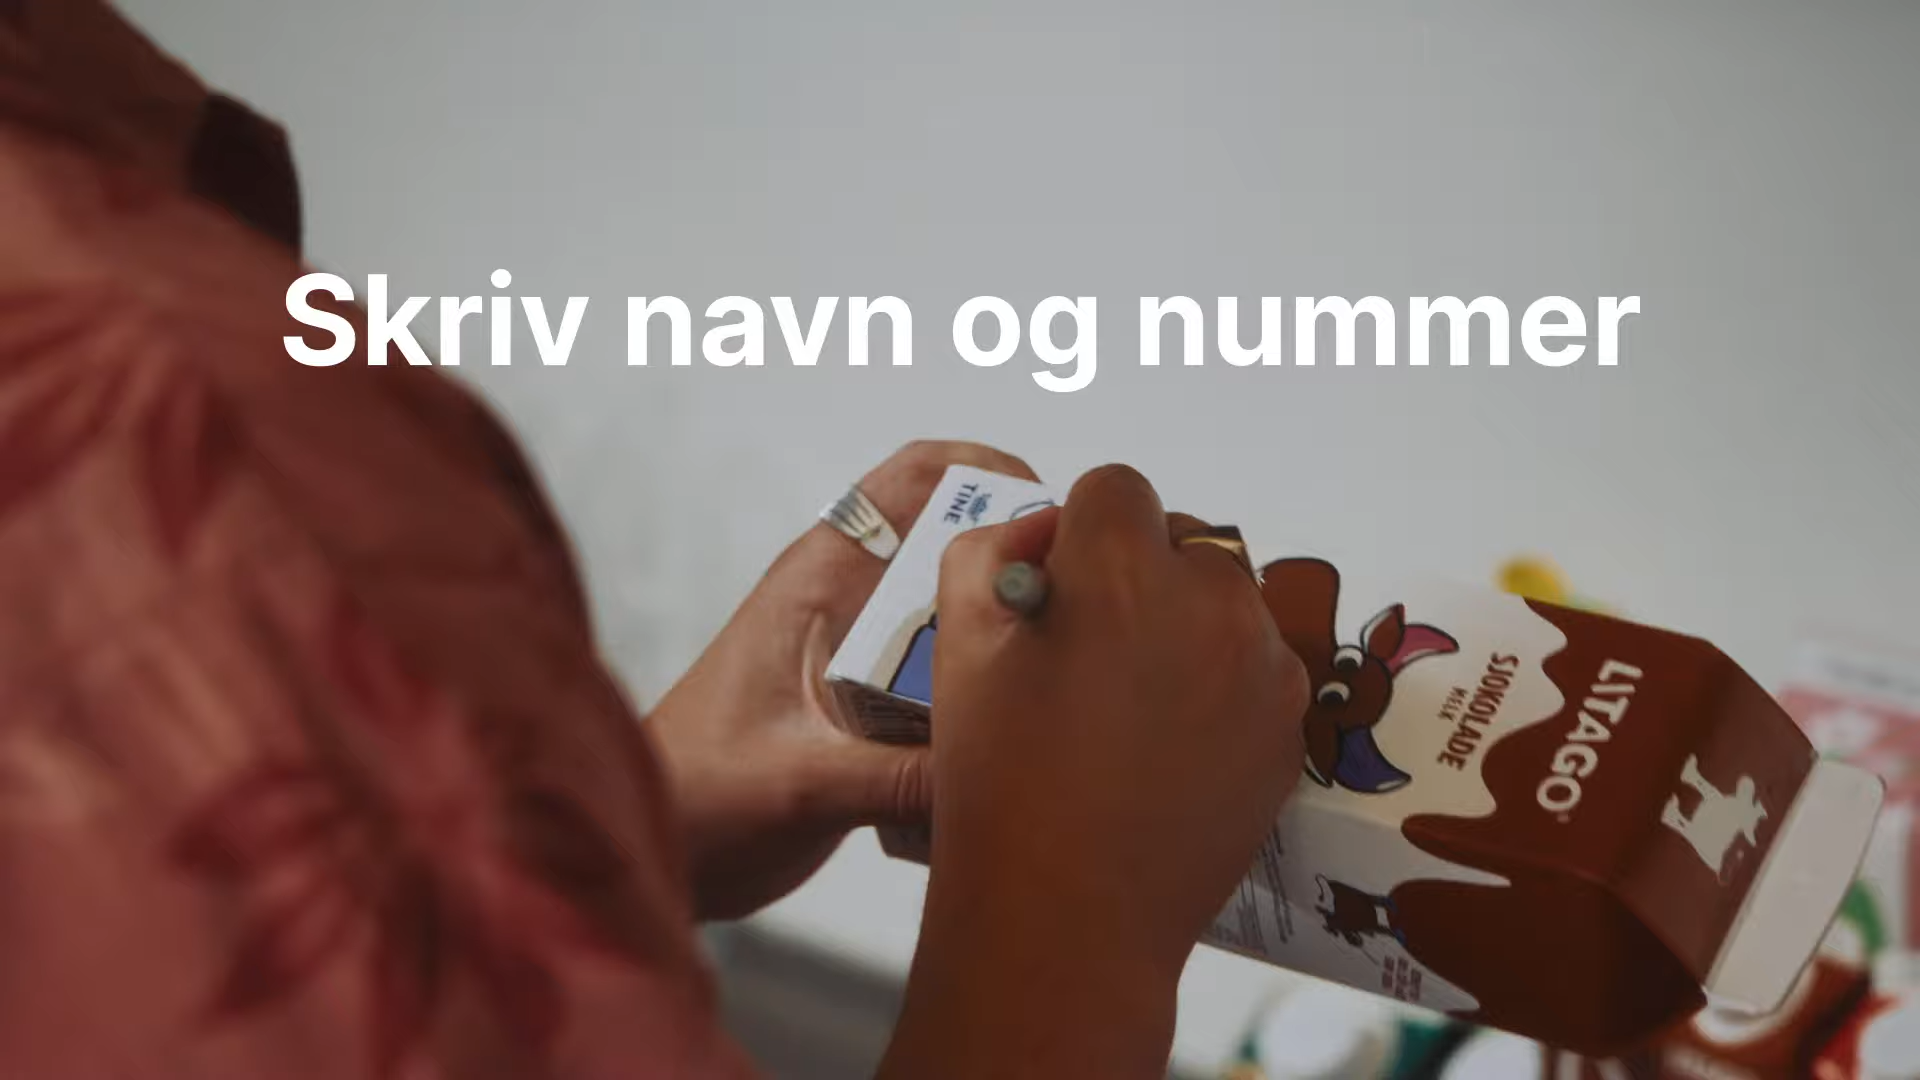 Skriv navn og nummer
TINE
SJOKOLADE
MELK
LITAGO